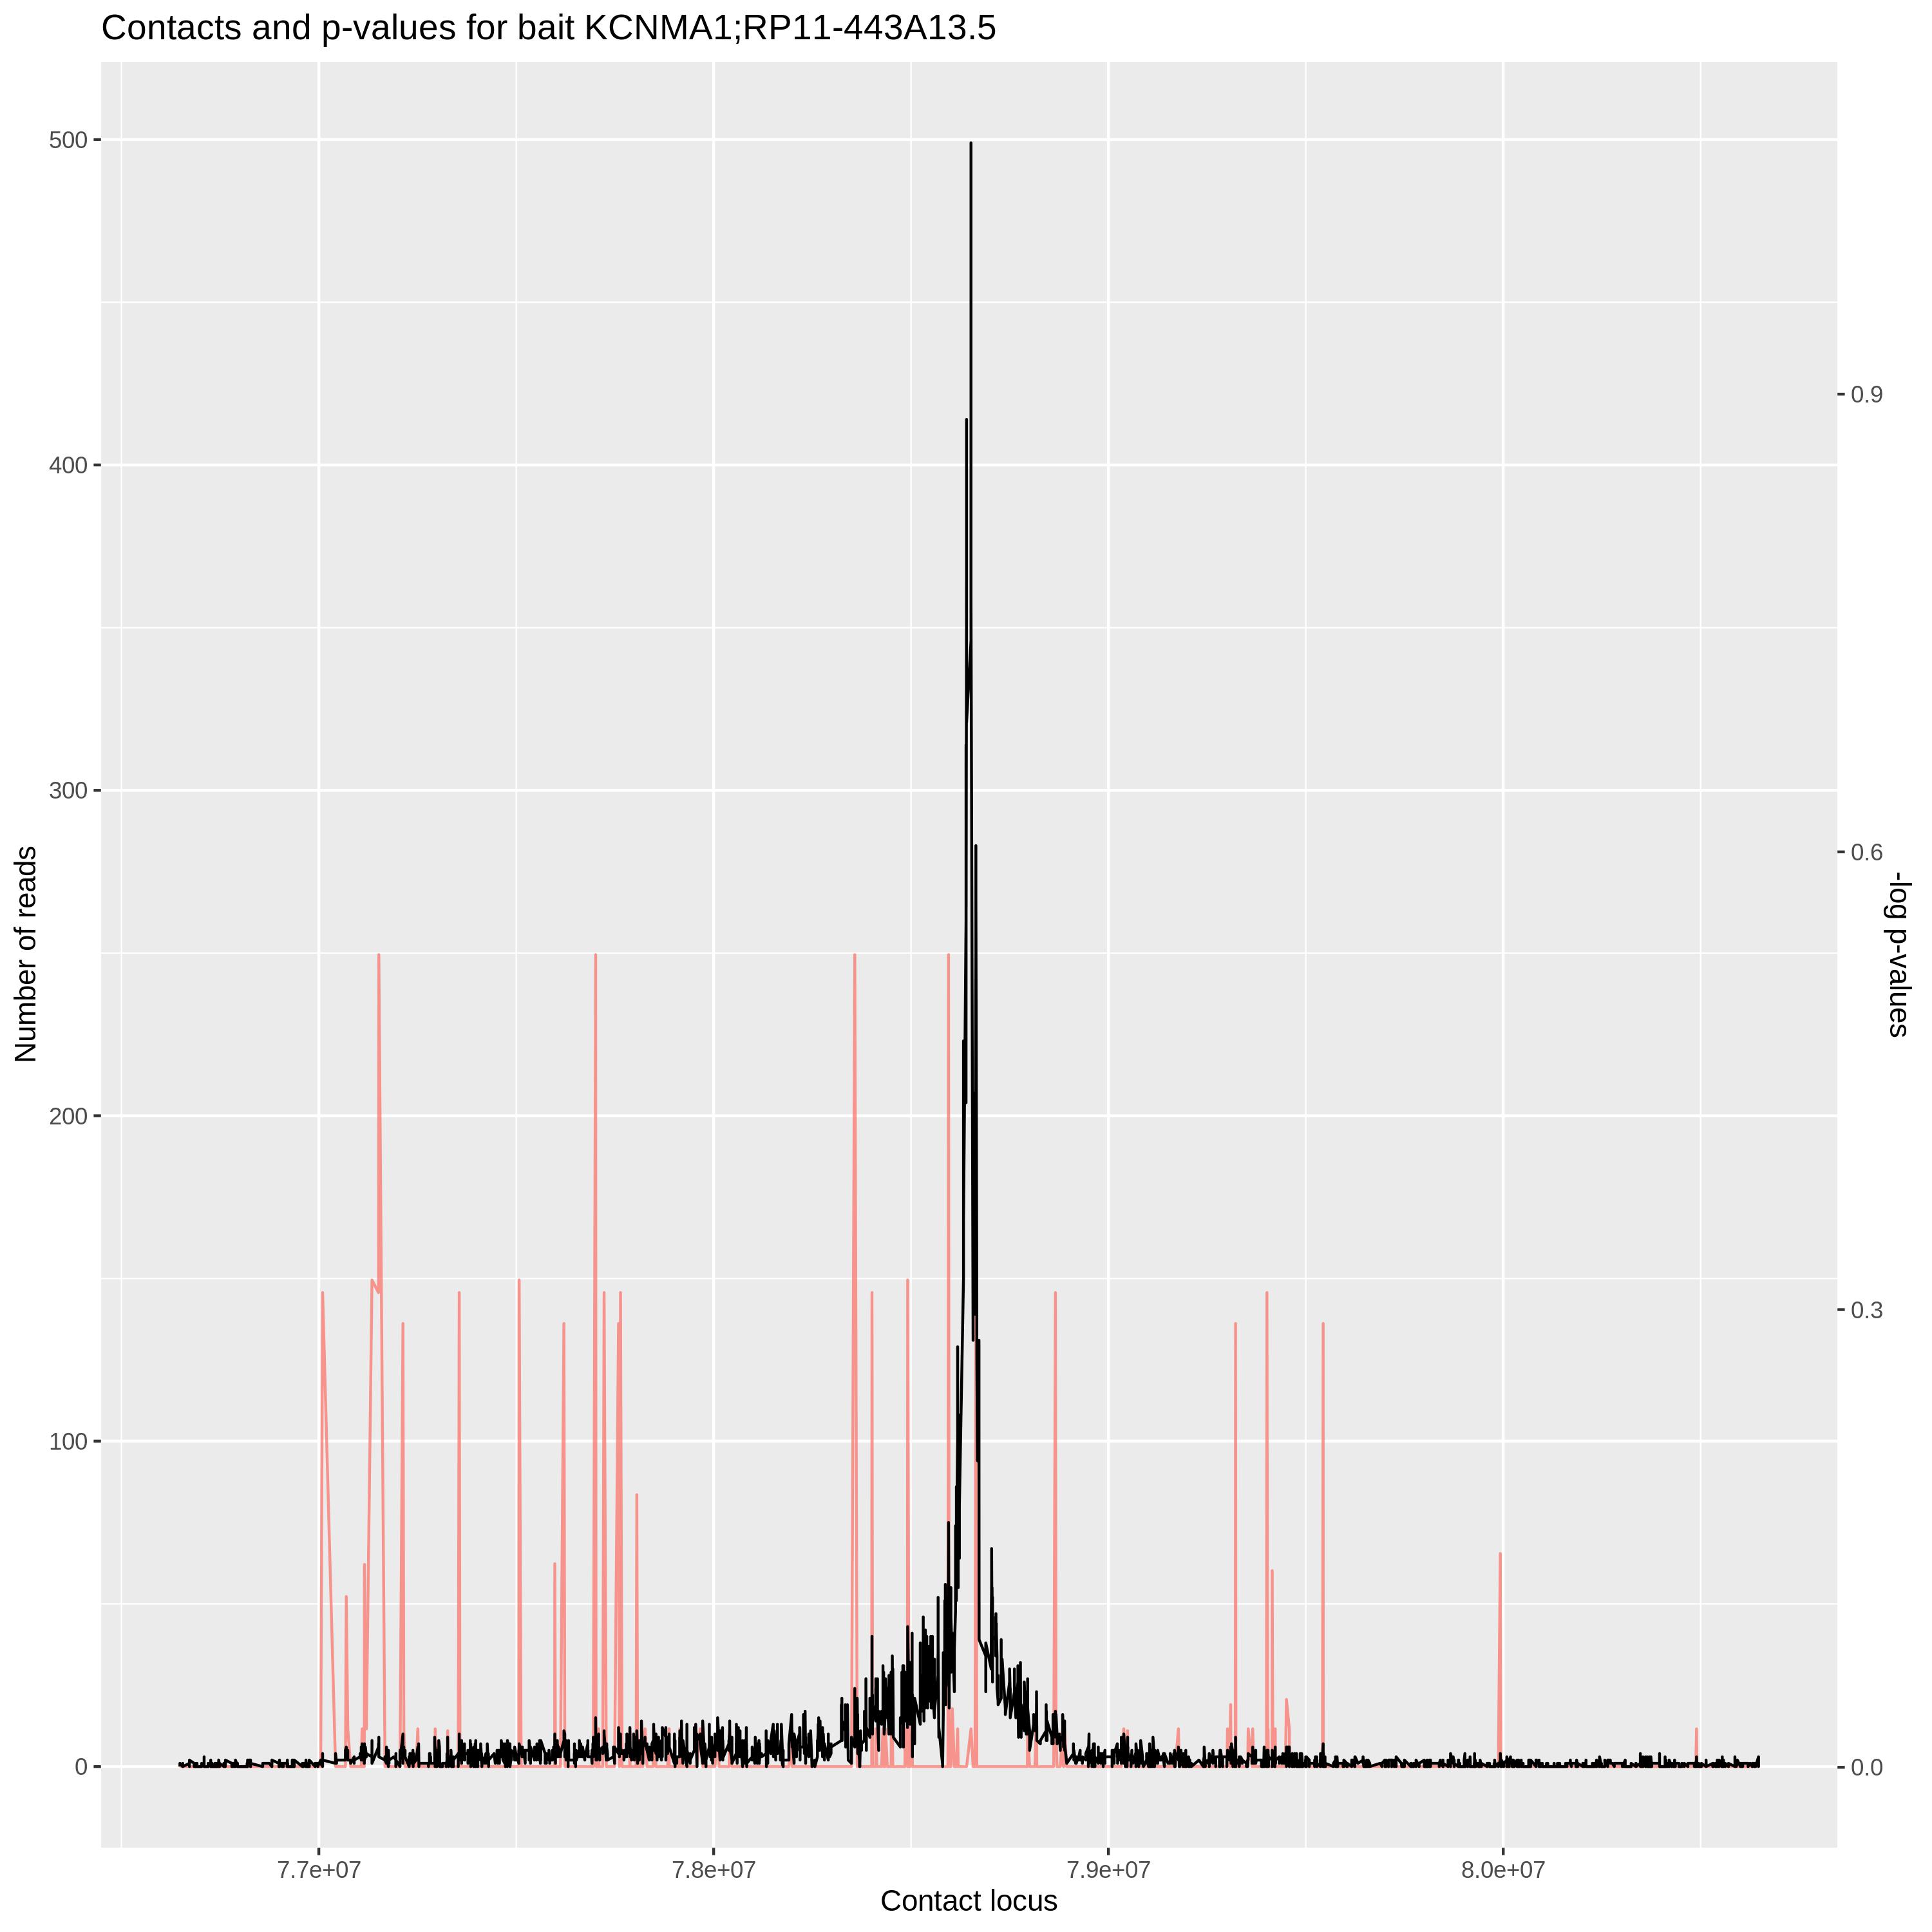 Contacts and p-values for bait KCNMA1;RP11-443A13.5
500
400
300
200
100
0
Number of reads
0.9
0.6
0.3
0.0
-log p-values
7.7e+07
7.8e+07
7.9e+07
8.0e+07
Contact locus